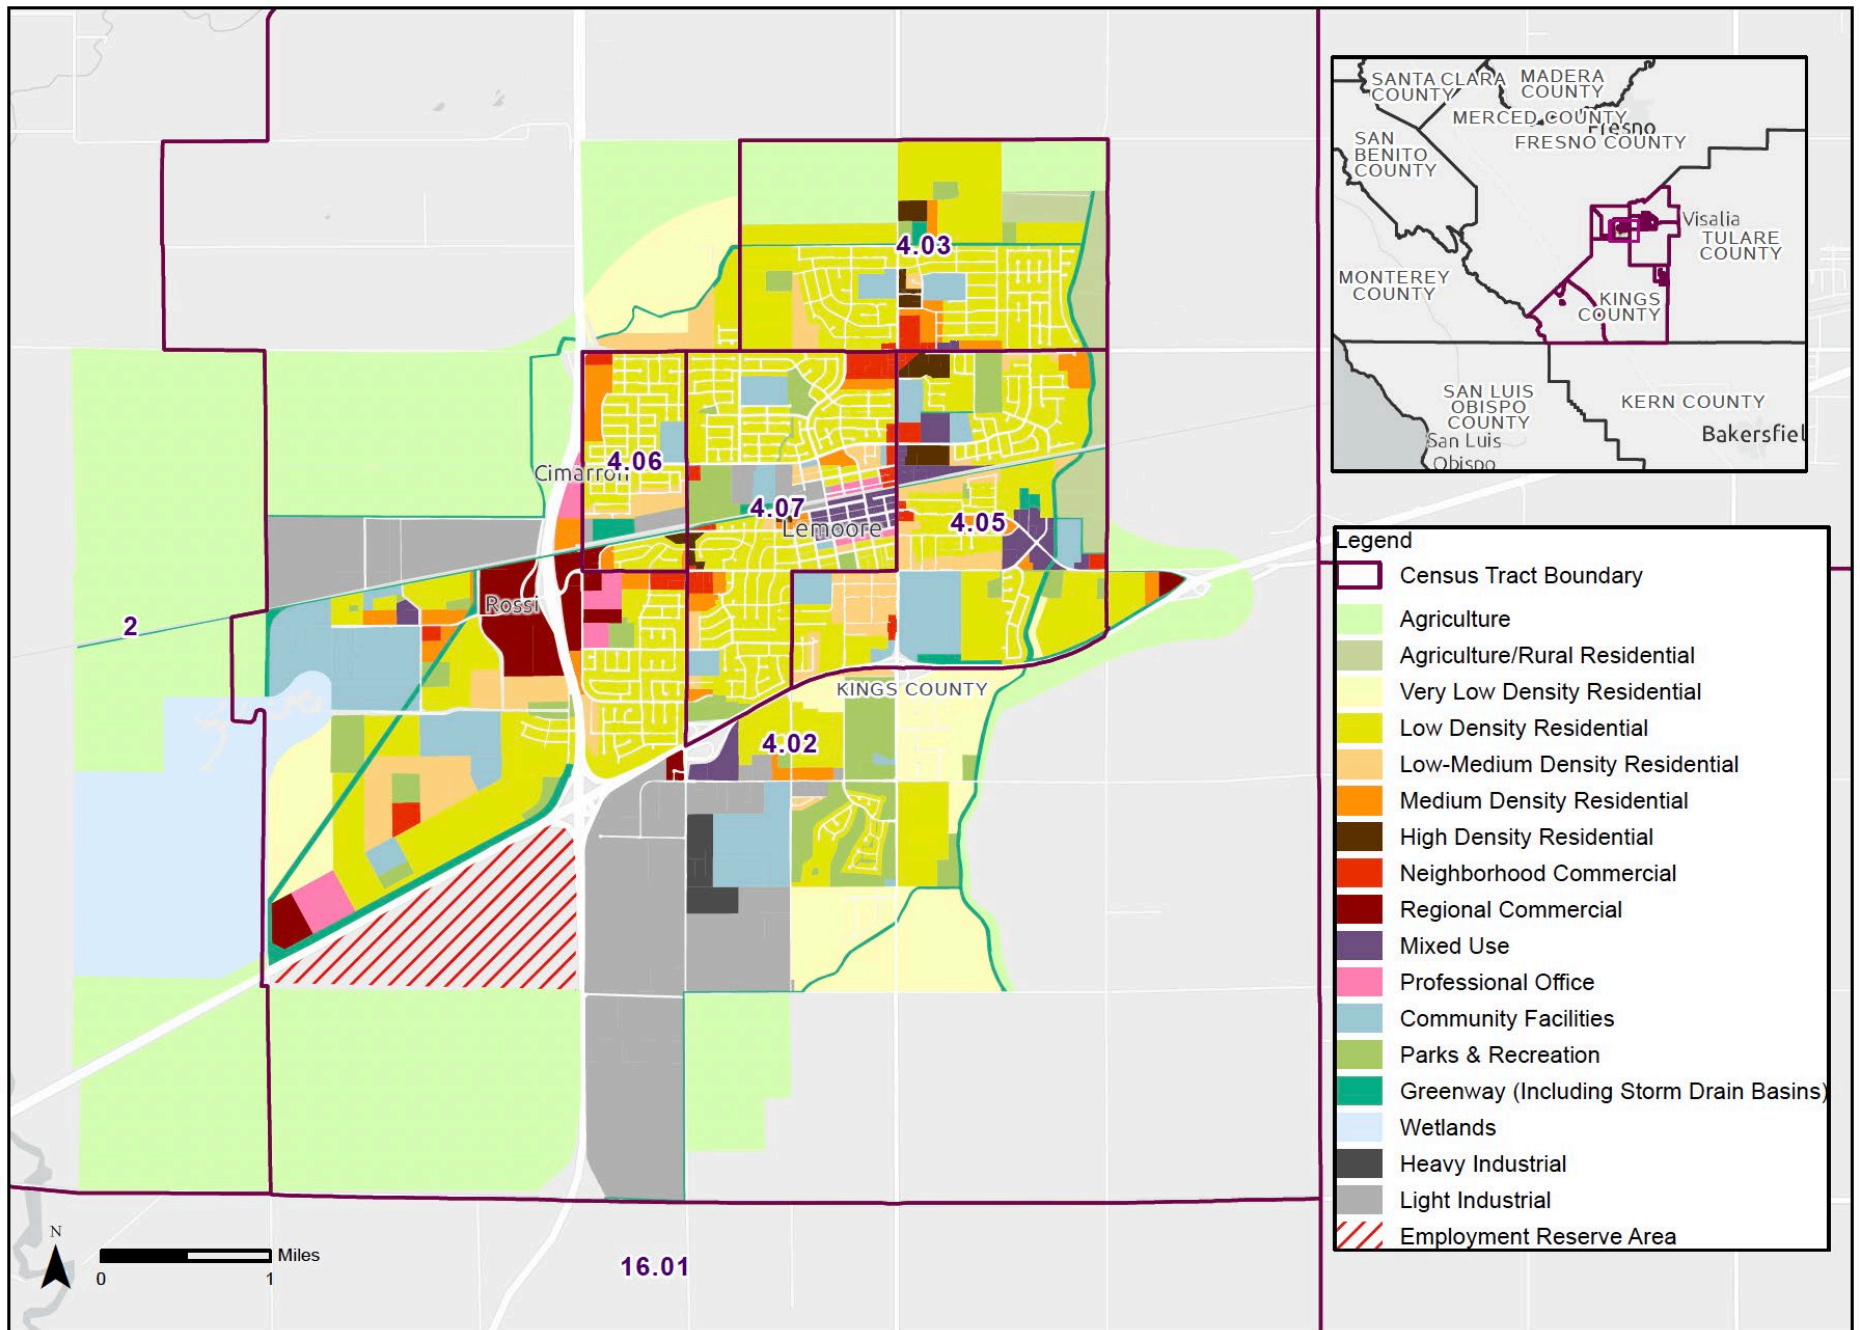 4.03
4.06
Cimarron
4.07
Lemoore
4.05
Rossi
2
KINGS COUNTY
4.02
16.01
N
Miles
0
1
SANTA CLARA
COUNTY
MADERA
COUNTY
MERCED COUNTY
Fresno
FRESNO COUNTY
SAN
BENITO
COUNTY
Visalia
TULARE
COUNTY
MONTEREY
COUNTY
KINGS
COUNTY
SAN LUIS
OBISPO
COUNTY
KERN COUNTY
San Luis
Obispo
Bakersfiel
Legend
Census Tract Boundary
Agriculture
Agriculture/Rural Residential
Very Low Density Residential
Low Density Residential
Low-Medium Density Residential
Medium Density Residential
High Density Residential
Neighborhood Commercial
Regional Commercial
Mixed Use
Professional Office
Community Facilities
Parks & Recreation
Greenway (Including Storm Drain Basins)
Wetlands
Heavy Industrial
Light Industrial
Employment Reserve Area